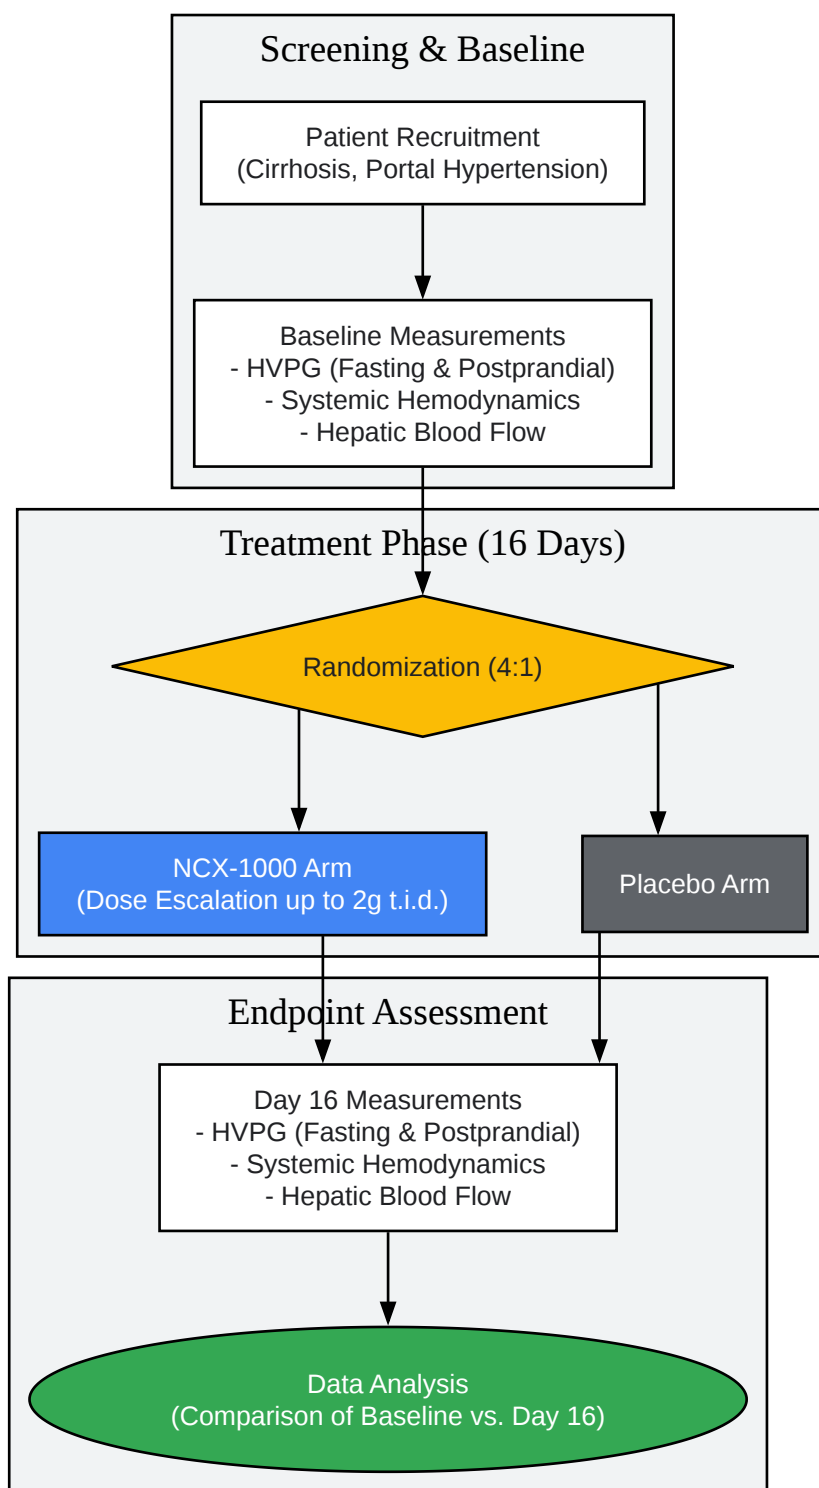 Screening & Baseline
Patient Recruitment
(Cirrhosis, Portal Hypertension)
Baseline Measurements
- HVPG (Fasting & Postprandial)
- Systemic Hemodynamics
- Hepatic Blood Flow
Treatment Phase (16 Days)
Randomization (4:1)
NCX-1000 Arm
(Dose Escalation up to 2g t.i.d.)
Placebo Arm
Endpoint Assessment
Day 16 Measurements
- HVPG (Fasting & Postprandial)
- Systemic Hemodynamics
- Hepatic Blood Flow
Data Analysis
(Comparison of Baseline vs. Day 16)